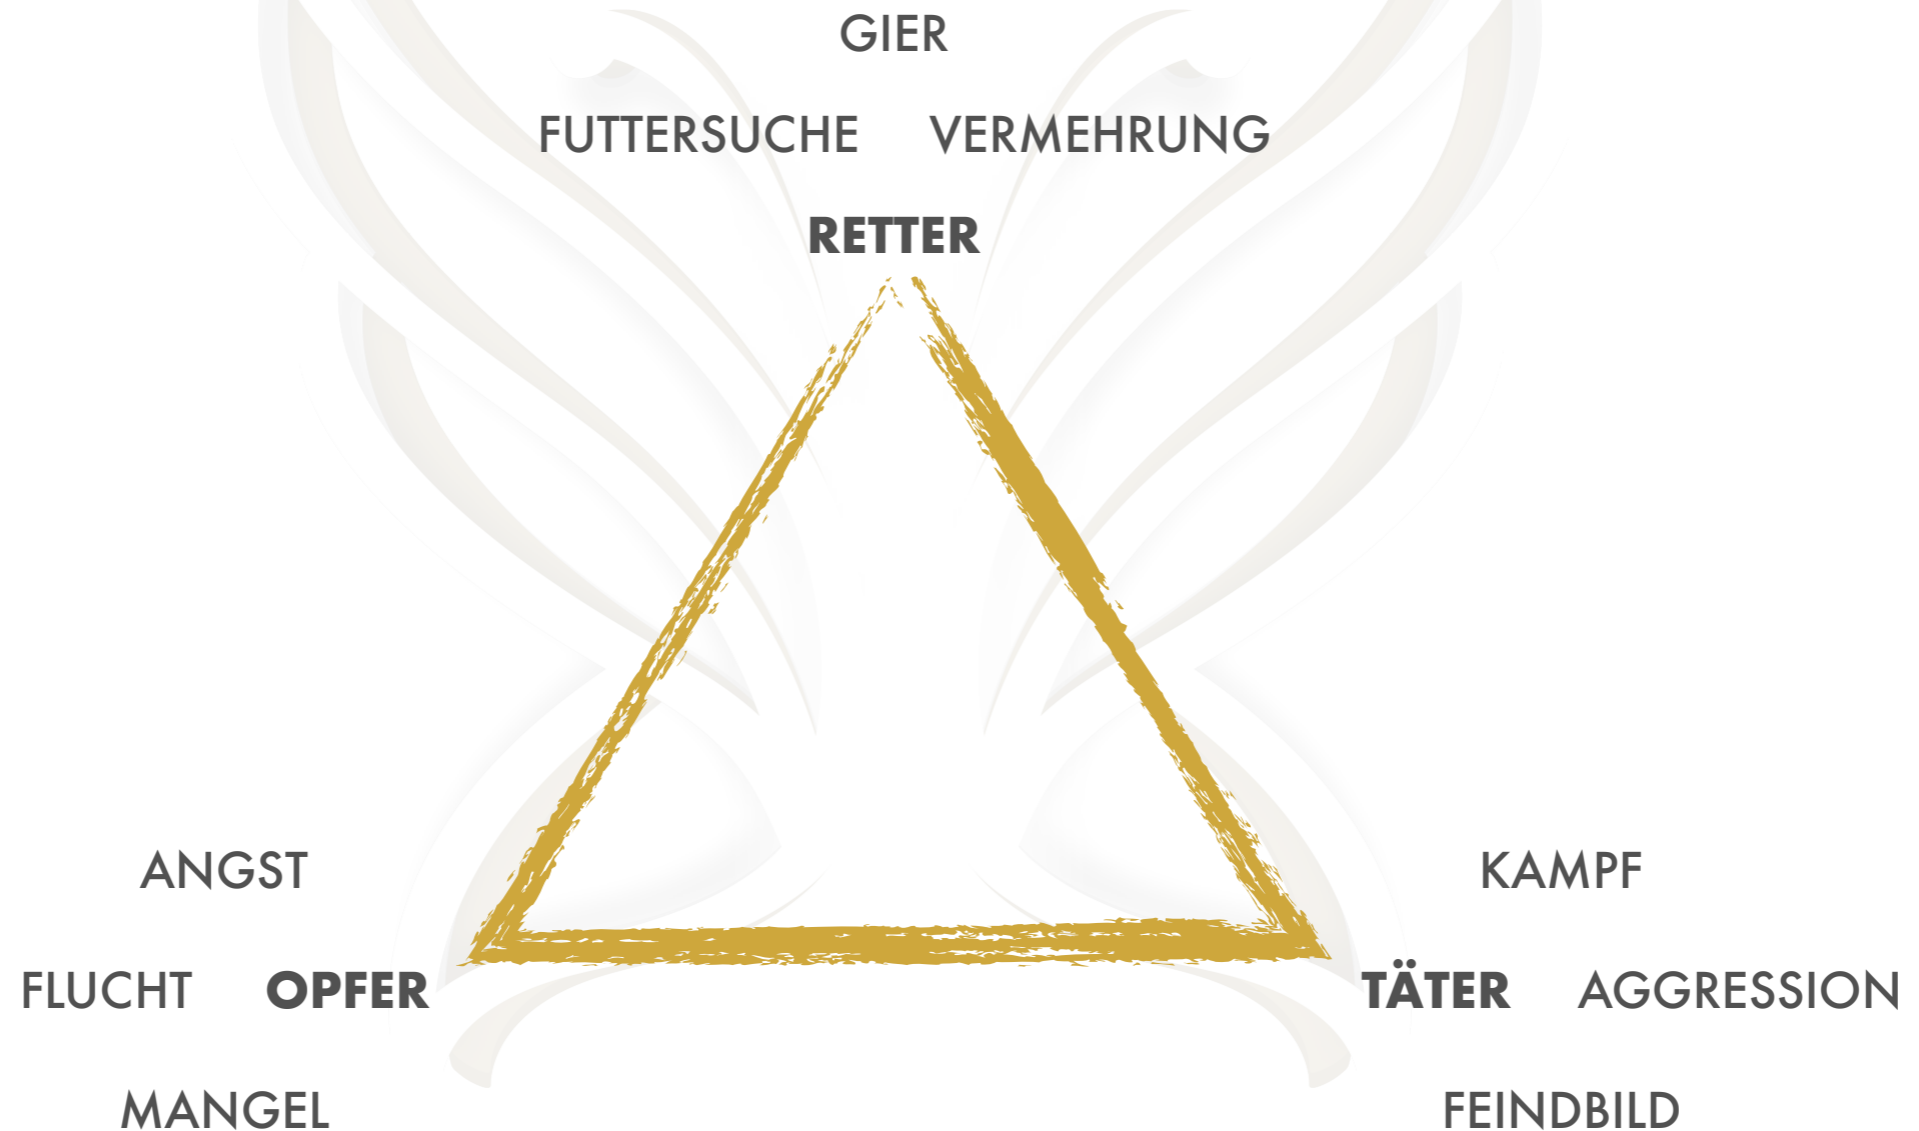 GIER
FUTTERSUCHE VERMEHRUNG
RETTER
ANGST
KAMPF
FLUCHT OPFER
TÄTER AGGRESSION
MANGEL
FEINDBILD